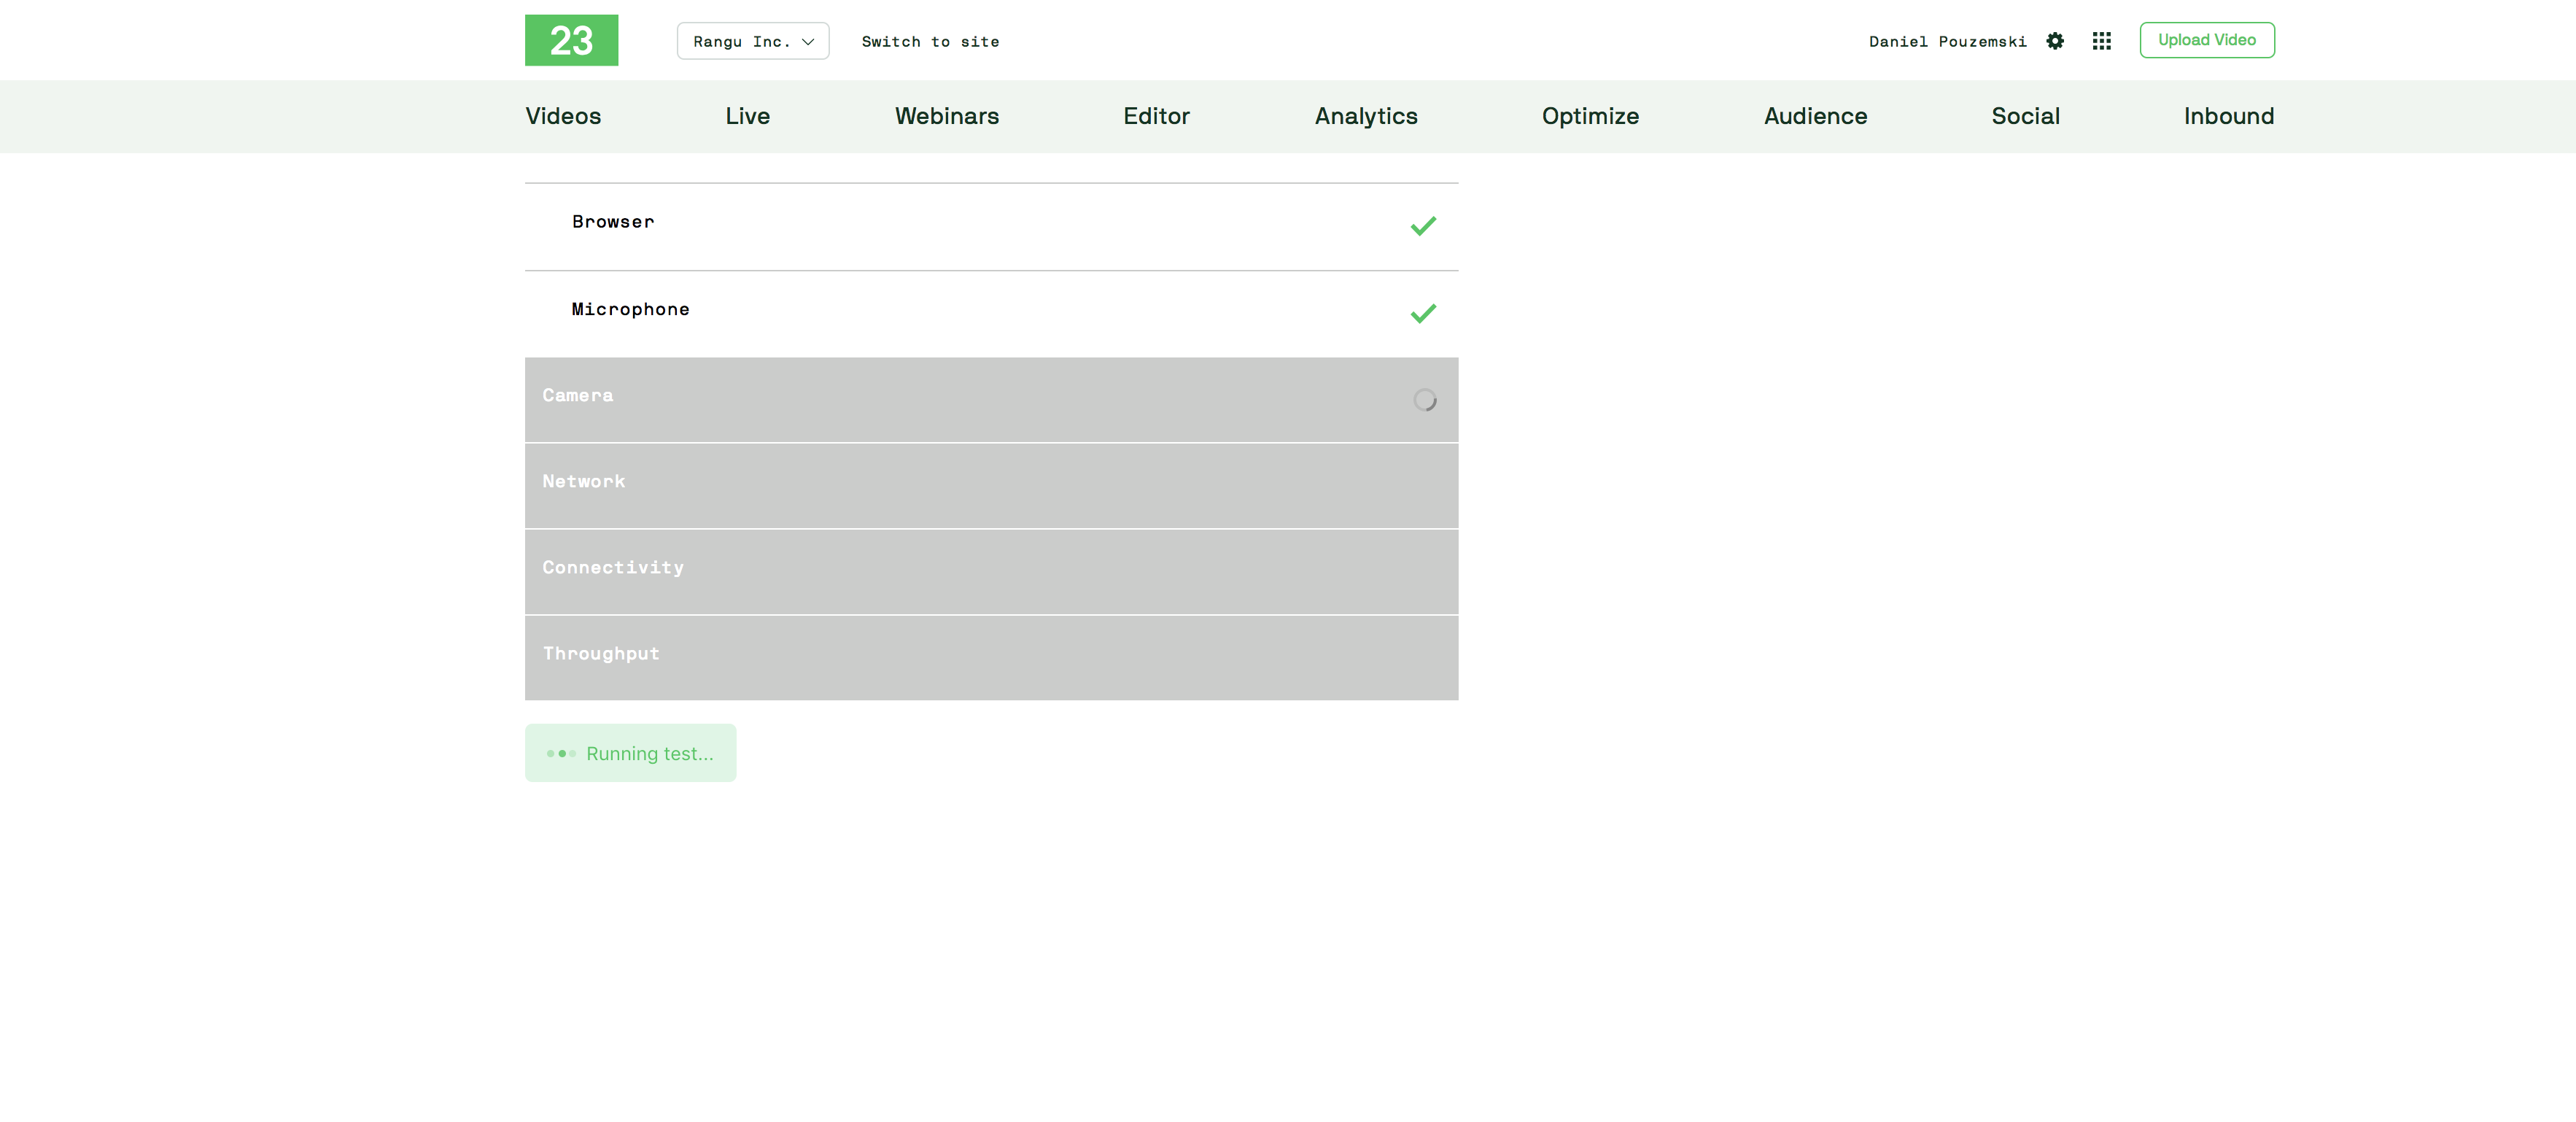 23
Rangu Inc.
Switch to site
Daniel Pouzemski
Upload Video
Videos
Live
Webinars
Editor
Analytics
Optimize
Audience
Social
Inbound
Browser
Microphone
Camera
Network
Connectivity
Throughput
Running test...